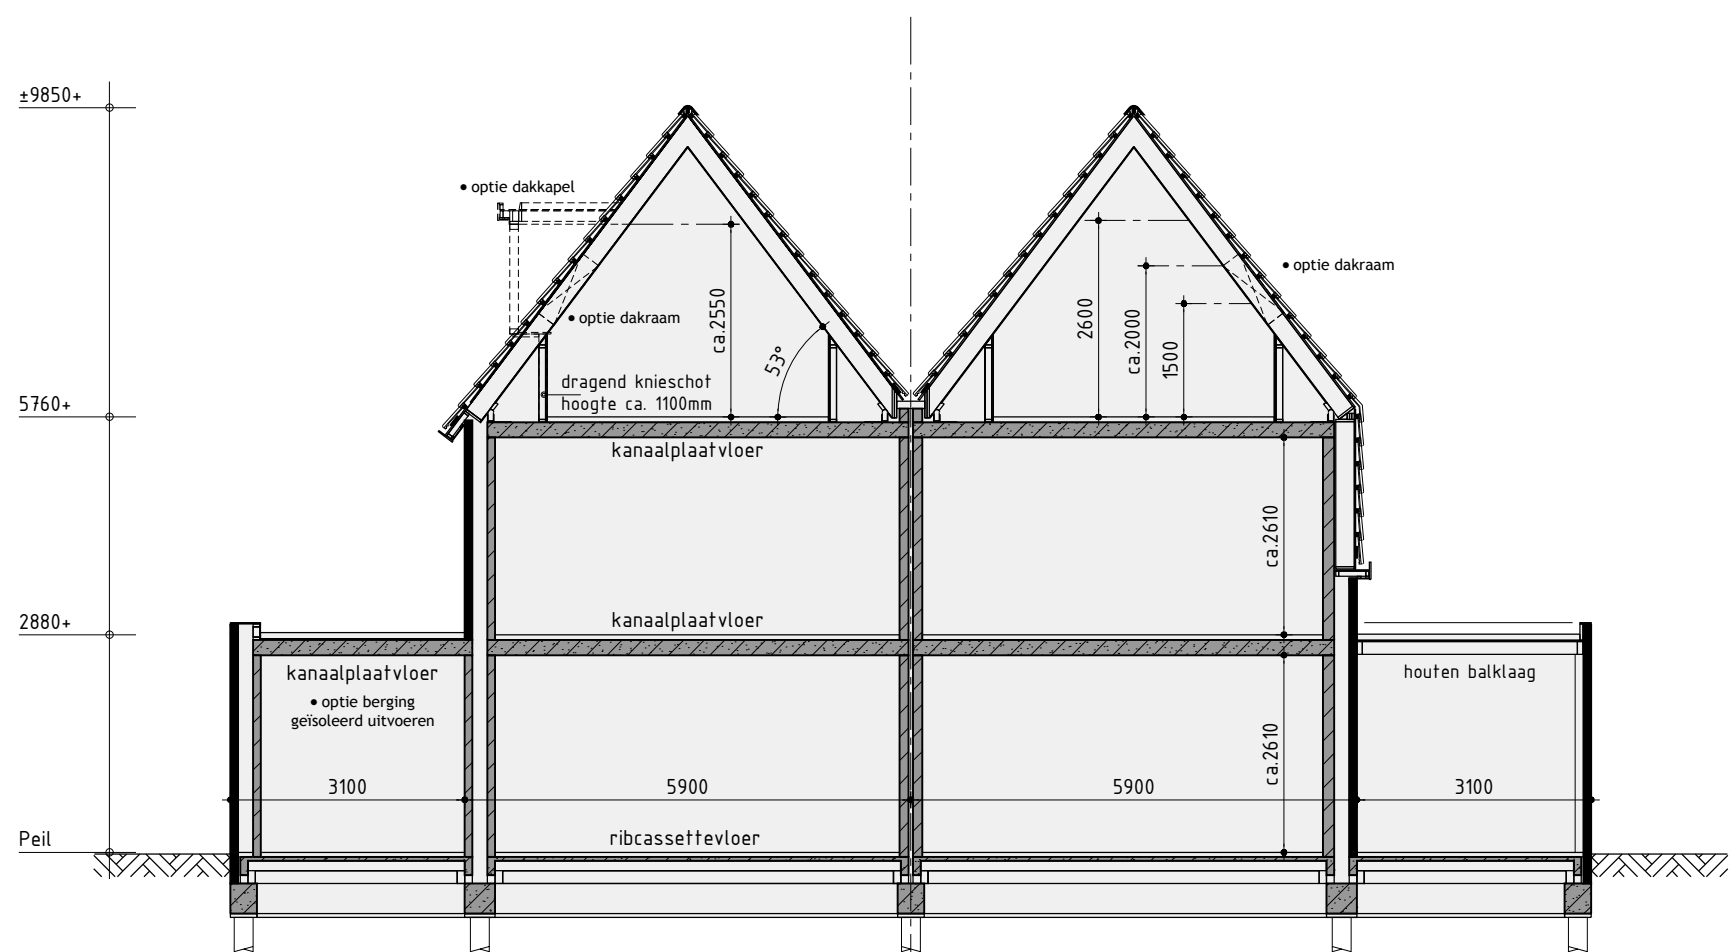 ±9850+
• optie dakkapel
• optie dakraam
• optie dakraam
ca.2550
2600
ca.2000
1500
53°
dragend knieschot
hoogte ca. 1100mm
5760+
kanaalplaatvloer
ca.2610
kanaalplaatvloer
2880+
kanaalplaatvloer
• optie berging
geïsoleerd uitvoeren
houten balklaag
ca.2610
3100
5900
5900
3100
Peil
ribcassettevloer